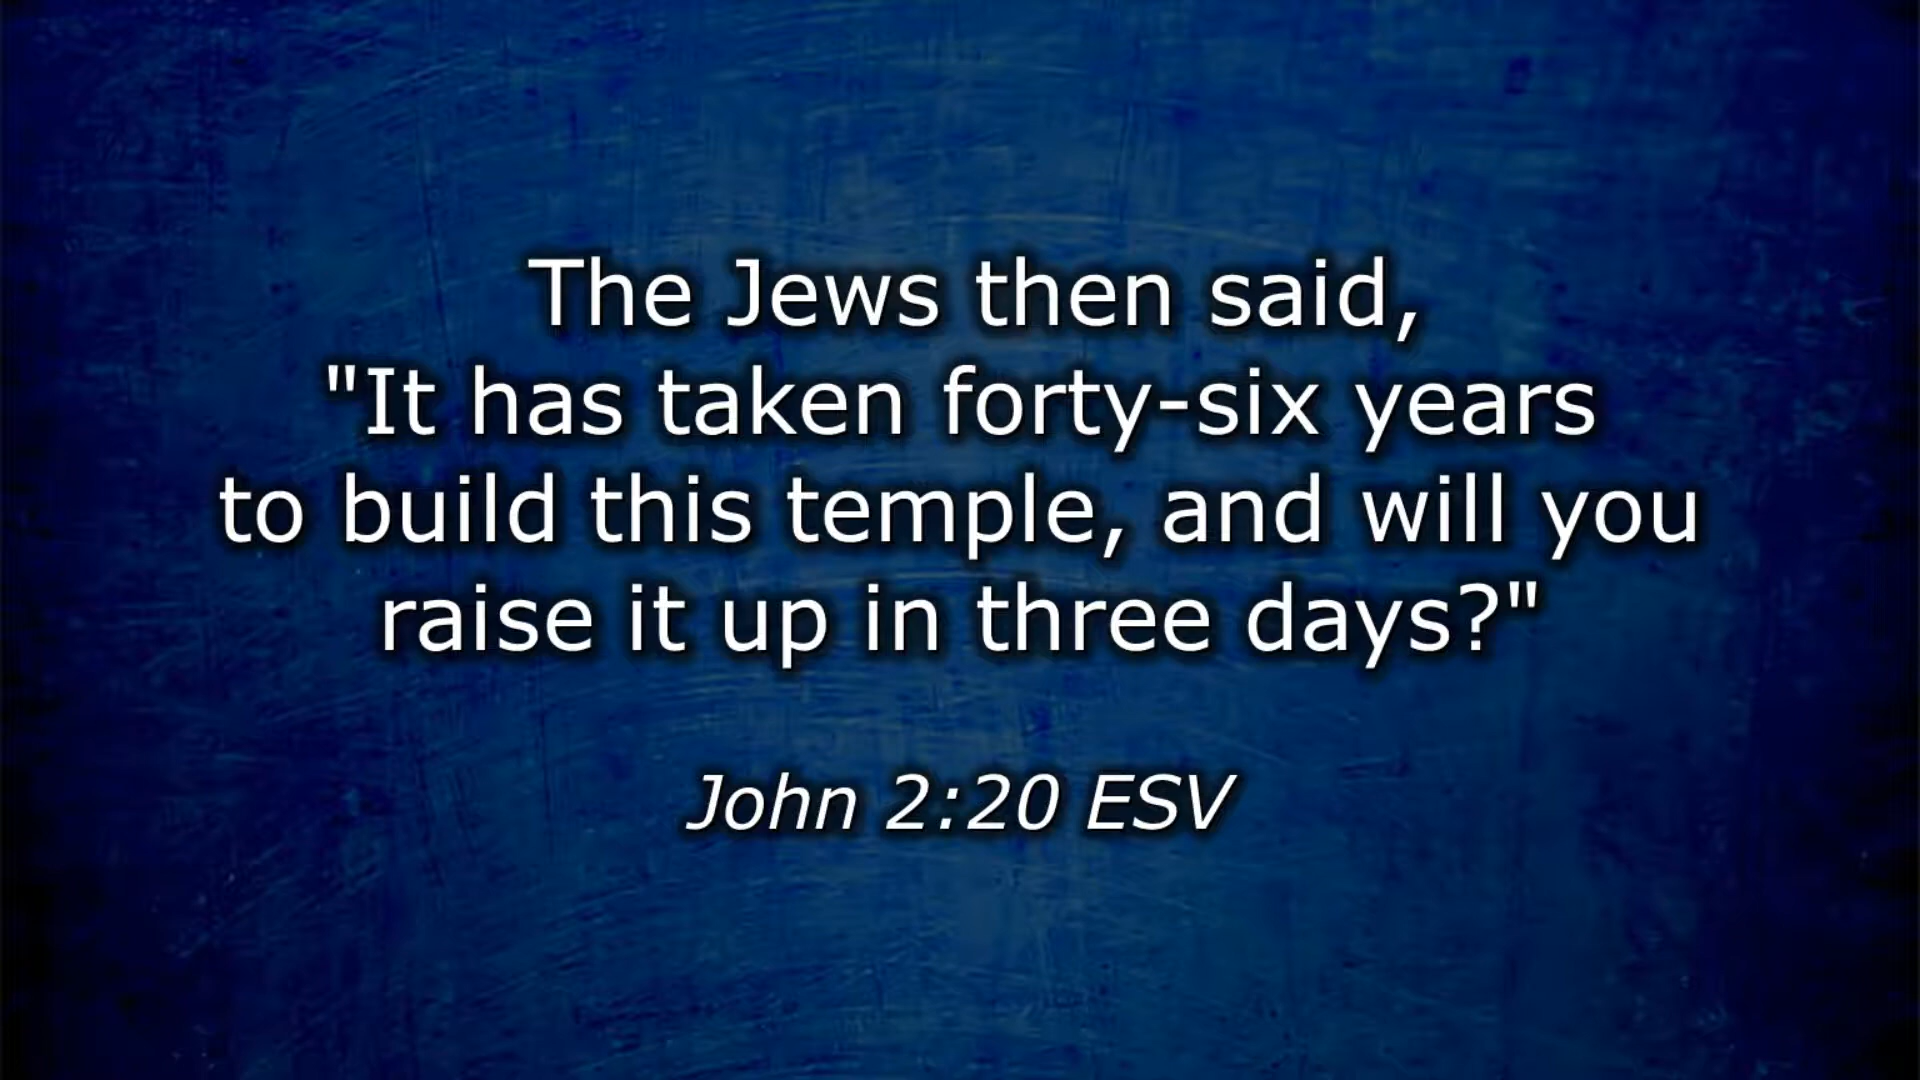 The Jews then said,
"It has taken forty-six years
to build this temple, and will you
raise it up in three days?"
John 2:20 ESV